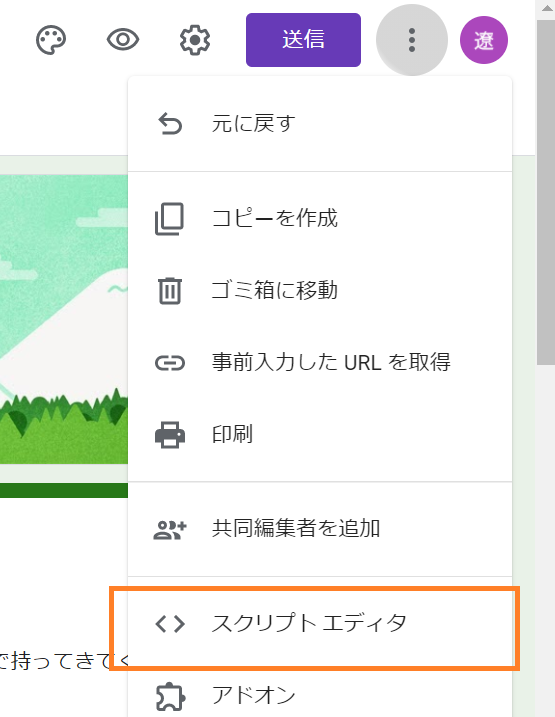 送信
遼
元に戻す
コピーを作成
ゴミ箱に移動
事前入力した URL を取得
印刷
共同編集者を追加
スクリプト エディタ
で持ってきてく
アドオン